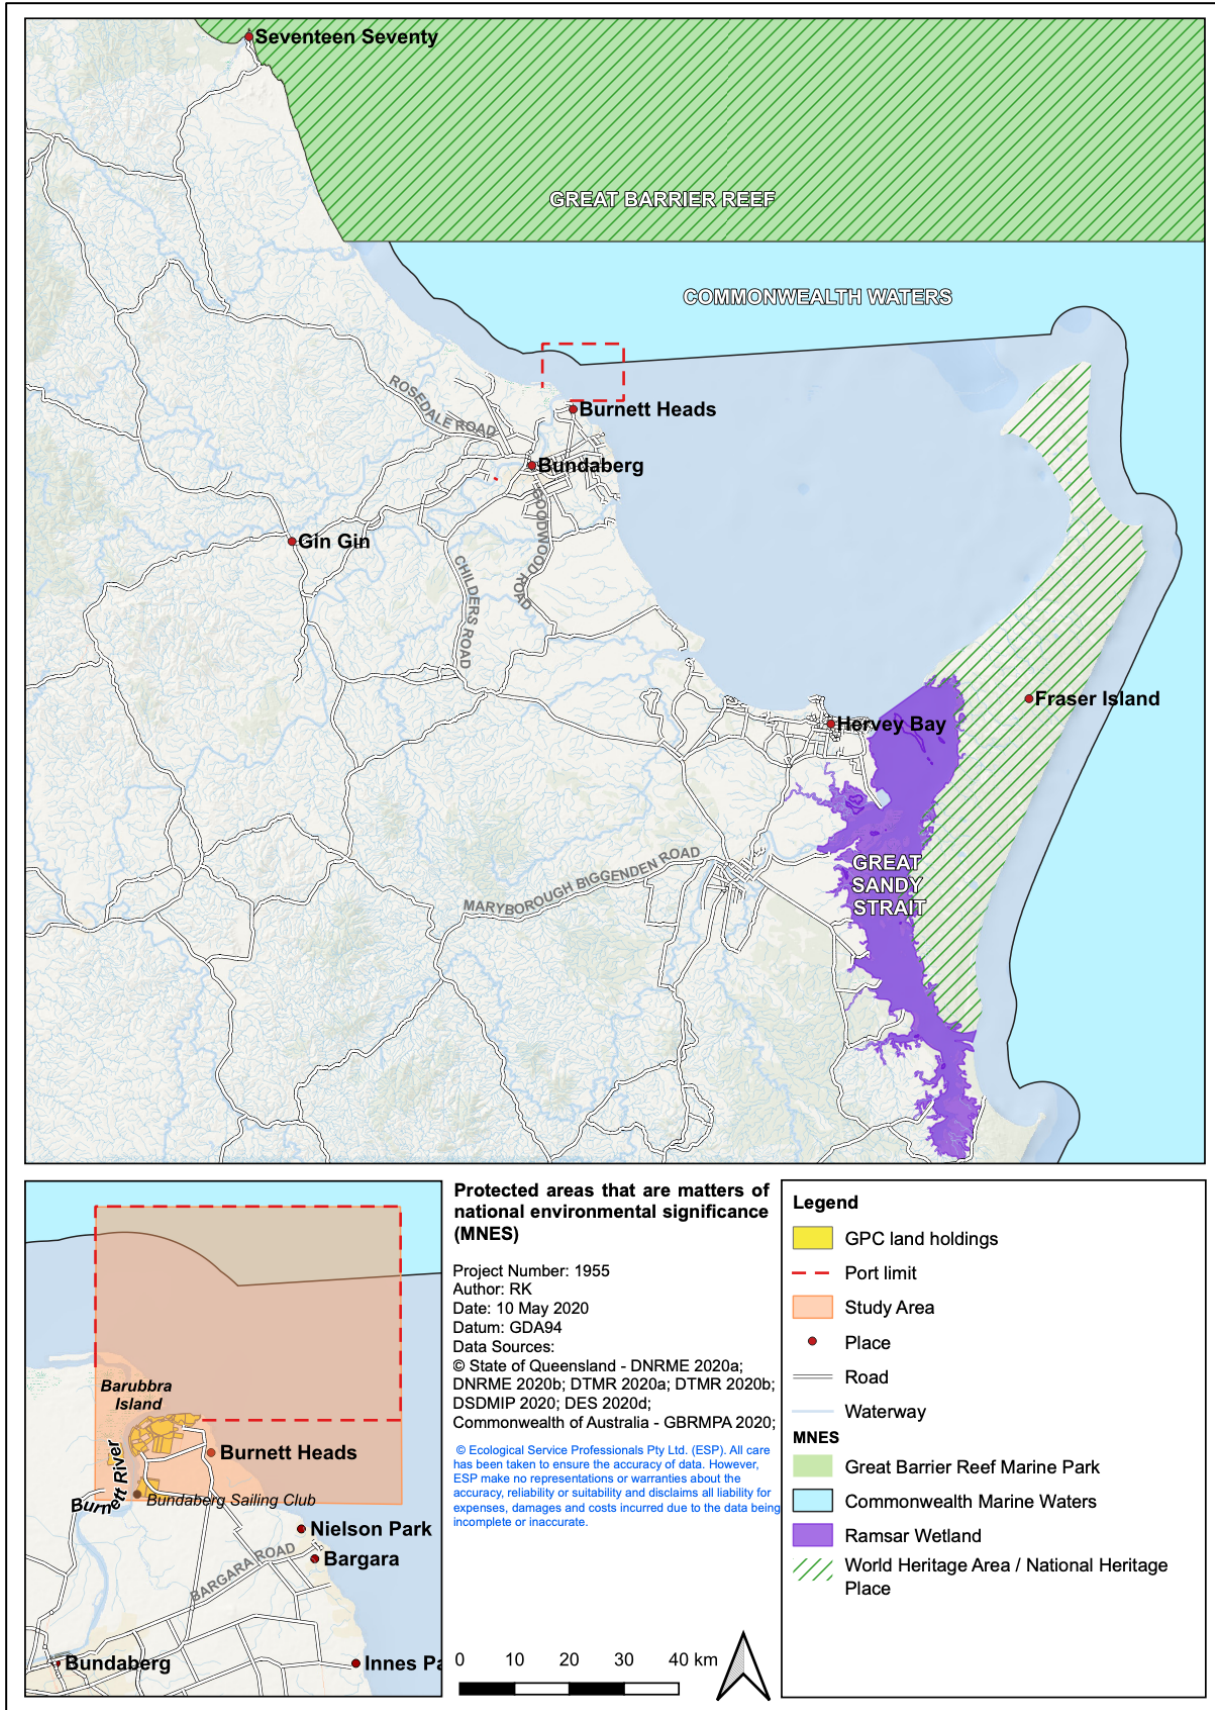 Seventeen Seventy
GREAT BARRIER REEF
COMMONWEALTH WATERS
ROSEDALE ROAD
Burnett Heads
Bundaberg
GOODWOOD ROAD
Gin Gin
CHILDERS ROAD
Fraser Island
Hervey Bay
GREAT
SANDY
STRAIT
MARYBOROUGH BIGGENDEN ROAD
Barubbra
Island
Burnett Heads
Burnett River
Bundaberg Sailing Club
Nielson Park
BARGARA ROAD
Bargara
Bundaberg
Innes Pa
Protected areas that are matters of
national environmental significance
(MNES)
Project Number: 1955
Author: RK
Date: 10 May 2020
Datum: GDA94
Data Sources:
© State of Queensland - DNRME 2020a;
DNRME 2020b; DTMR 2020a; DTMR 2020b;
DSDMIP 2020; DES 2020d;
Commonwealth of Australia - GBRMPA 2020;
© Ecological Service Professionals Pty Ltd. (ESP). All care
has been taken to ensure the accuracy of data. However,
ESP make no representations or warranties about the
accuracy, reliability or suitability and disclaims all liability for
expenses, damages and costs incurred due to the data being
incomplete or inaccurate.
0 10 20 30 40 km
Legend
GPC land holdings
Port limit
Study Area
Place
Road
Waterway
MNES
Great Barrier Reef Marine Park
Commonwealth Marine Waters
Ramsar Wetland
World Heritage Area / National Heritage
Place